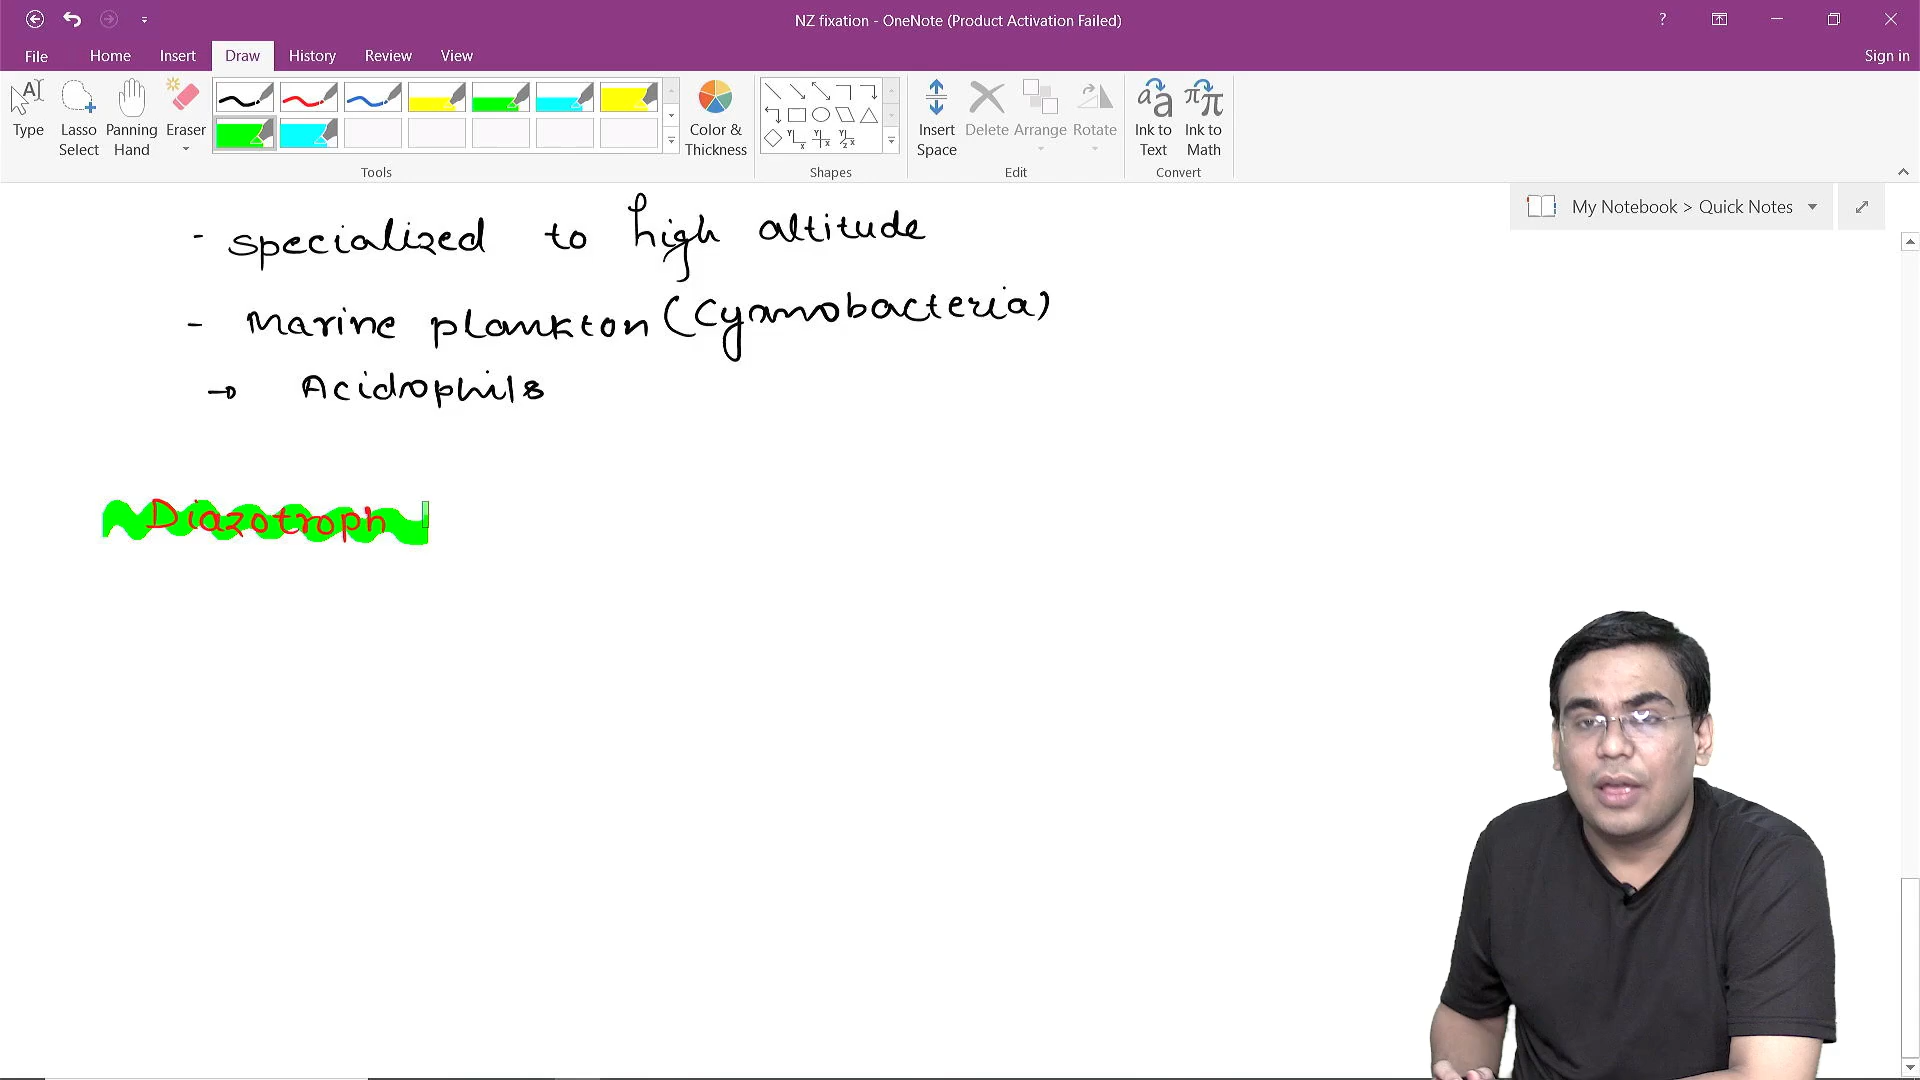 NZ fixation - OneNote (Product Activation Failed)
?
File Home Insert Draw History Review View
Sign in
Type
Lasso Select
Panning Hand
Eraser
Color & Thickness
Insert Space
Delete
Arrange
Rotate
Ink to Text
Ink to Math
Tools Shapes Edit Convert
My Notebook > Quick Notes
- specialized to high altitude
- Marine plankton (Cyanobacteria)
→ Acidrophils
Diazotroph